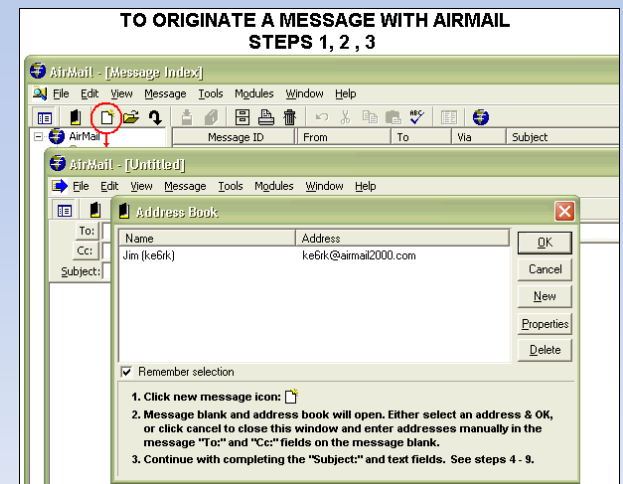 TO ORIGINATE A MESSAGE WITH AIRMAIL
STEPS 1, 2 , 3
AirMail - [Message Index]
File Edit View Message Tools Modules Window Help
AirMail Message ID From To Via Subject
AirMail - [Untitled]
File Edit View Message Tools Modules Window Help
Address Book
To:
Cc:
Subject:
Name Address
Jim (ke6rk) ke6rk@airmail2000.com
OK
Cancel
New
Properties
Delete
Remember selection
1. Click new message icon:
2. Message blank and address book will open. Either select an address & OK,
or click cancel to close this window and enter addresses manually in the
message "To:" and "Cc:" fields on the message blank.
3. Continue with completing the "Subject:" and text fields. See steps 4 - 9.